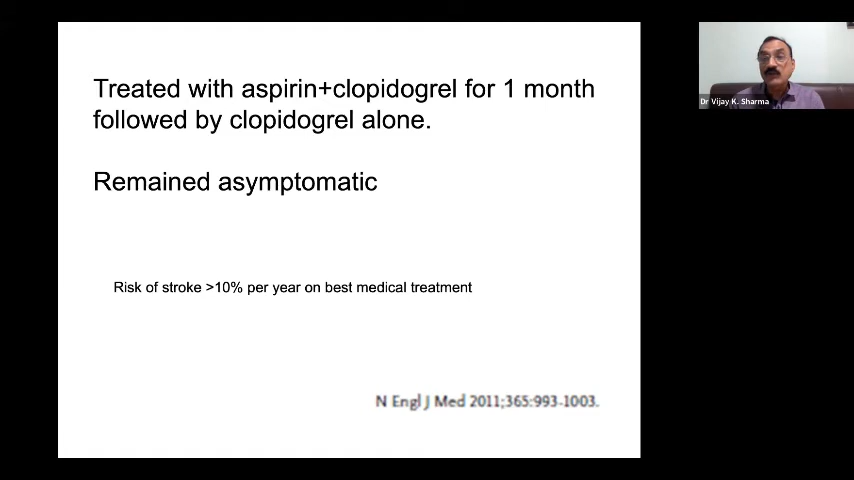 Treated with aspirin+clopidogrel for 1 month
followed by clopidogrel alone.
Remained asymptomatic
Risk of stroke >10% per year on best medical treatment
N Engl J Med 2011;365:993-1003.
Dr Vijay K. Sharma